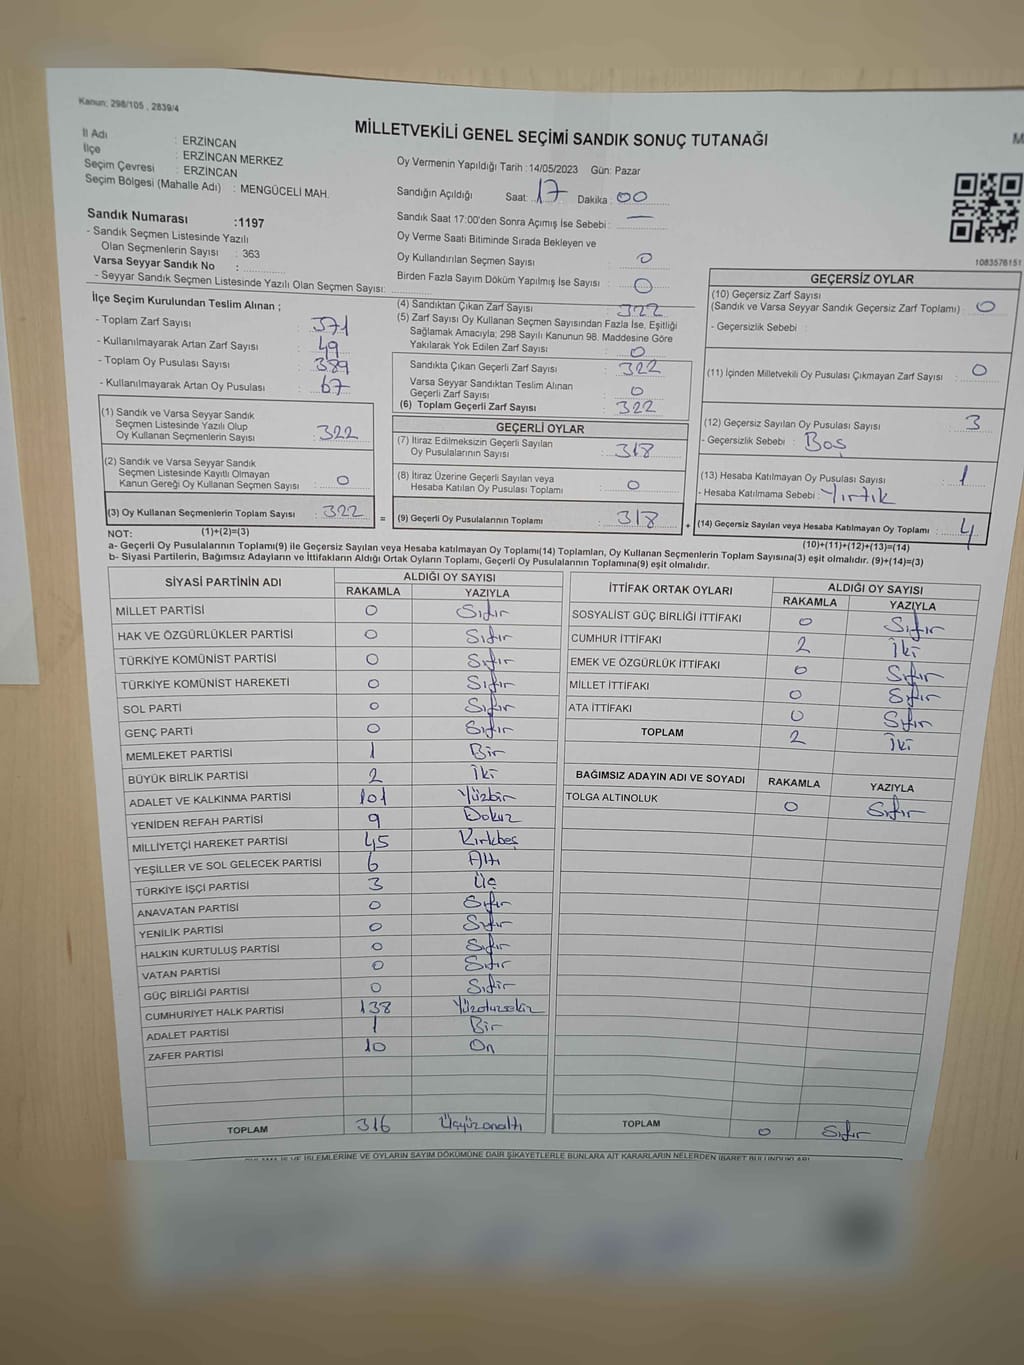 Kanun: 298/105 , 2839/4
MİLLETVEKİLİ GENEL SEÇİMİ SANDIK SONUÇ TUTANAĞI
M
İl Adı : ERZİNCAN
İlçe : ERZİNCAN MERKEZ
Seçim Çevresi : ERZİNCAN
Seçim Bölgesi (Mahalle Adı) : MENGÜCELİ MAH.
Sandık Numarası :1197
- Sandık Seçmen Listesinde Yazılı
Olan Seçmenlerin Sayısı : 363
Varsa Seyyar Sandık No :
- Seyyar Sandık Seçmen Listesinde Yazılı Olan Seçmen Sayısı:
Oy Vermenin Yapıldığı Tarih : 14/05/2023 Gün: Pazar
Sandığın Açıldığı Saat: 17 Dakika : 00
Sandık Saat 17:00'den Sonra Açımış İse Sebebi : —
Oy Verme Saati Bitiminde Sırada Bekleyen ve
Oy Kullandırılan Seçmen Sayısı : 0
Birden Fazla Sayım Döküm Yapılmış İse Sayısı : 0
1083576151
İlçe Seçim Kurulundan Teslim Alınan ;
- Toplam Zarf Sayısı : 371
- Kullanılmayarak Artan Zarf Sayısı : 49
- Toplam Oy Pusulası Sayısı : 389
- Kullanılmayarak Artan Oy Pusulası : 67
(1) Sandık ve Varsa Seyyar Sandık
Seçmen Listesinde Yazılı Olup
Oy Kullanan Seçmenlerin Sayısı : 322
(2) Sandık ve Varsa Seyyar Sandık
Seçmen Listesinde Kayıtlı Olmayan
Kanun Gereği Oy Kullanan Seçmen Sayısı : 0
(3) Oy Kullanan Seçmenlerin Toplam Sayısı : 322
(1)+(2)=(3)
(4) Sandıktan Çıkan Zarf Sayısı : 322
(5) Zarf Sayısı Oy Kullanan Seçmen Sayısından Fazla İse, Eşitliği
Sağlamak Amacıyla; 298 Sayılı Kanunun 98. Maddesine Göre
Yakılarak Yok Edilen Zarf Sayısı : 0
Sandıkta Çıkan Geçerli Zarf Sayısı : 322
Varsa Seyyar Sandıktan Teslim Alınan
Geçerli Zarf Sayısı : 0
(6) Toplam Geçerli Zarf Sayısı : 322
GEÇERLİ OYLAR
(7) İtiraz Edilmeksizin Geçerli Sayılan
Oy Pusulalarının Sayısı : 318
(8) İtiraz Üzerine Geçerli Sayılan veya
Hesaba Katılan Oy Pusulası Toplamı : 0
= (9) Geçerli Oy Pusulalarının Toplamı : 318
GEÇERSİZ OYLAR
(10) Geçersiz Zarf Sayısı
(Sandık ve Varsa Seyyar Sandık Geçersiz Zarf Toplamı) : 0
- Geçersizlik Sebebi :
(11) İçinden Milletvekili Oy Pusulası Çıkmayan Zarf Sayısı : 0
(12) Geçersiz Sayılan Oy Pusulası Sayısı : 3
- Geçersizlik Sebebi : Boş
(13) Hesaba Katılmayan Oy Pusulası Sayısı : 1
- Hesaba Katılmama Sebebi : Yırtık
+ (14) Geçersiz Sayılan veya Hesaba Katılmayan Oy Toplamı : 4
(10)+(11)+(12)+(13)=(14)
NOT:
a- Geçerli Oy Pusulalarının Toplamı(9) ile Geçersiz Sayılan veya Hesaba katılmayan Oy Toplamı(14) Toplamları, Oy Kullanan Seçmenlerin Toplam Sayısına(3) eşit olmalıdır. (9)+(14)=(3)
b- Siyasi Partilerin, Bağımsız Adayların ve İttifakların Aldığı Ortak Oyların Toplamı, Geçerli Oy Pusulalarının Toplamına(9) eşit olmalıdır.
SİYASİ PARTİNİN ADI ALDIĞI OY SAYISI
RAKAMLA YAZIYLA
MİLLET PARTİSİ 0 Sıfır
HAK VE ÖZGÜRLÜKLER PARTİSİ 0 Sıfır
TÜRKİYE KOMÜNİST PARTİSİ 0 Sıfır
TÜRKİYE KOMÜNİST HAREKETİ 0 Sıfır
SOL PARTİ 0 Sıfır
GENÇ PARTİ 0 Sıfır
MEMLEKET PARTİSİ 1 Bir
BÜYÜK BİRLİK PARTİSİ 2 İki
ADALET VE KALKINMA PARTİSİ 101 Yüzbir
YENİDEN REFAH PARTİSİ 9 Dokuz
MİLLİYETÇİ HAREKET PARTİSİ 45 Kırkbeş
YEŞİLLER VE SOL GELECEK PARTİSİ 6 Altı
TÜRKİYE İŞÇİ PARTİSİ 3 Üç
ANAVATAN PARTİSİ 0 Sıfır
YENİLİK PARTİSİ 0 Sıfır
HALKIN KURTULUŞ PARTİSİ 0 Sıfır
VATAN PARTİSİ 0 Sıfır
GÜÇ BİRLİĞİ PARTİSİ 0 Sıfır
CUMHURİYET HALK PARTİSİ 138 Yüzotuzsekiz
ADALET PARTİSİ 1 Bir
ZAFER PARTİSİ 10 On
TOPLAM 316 Üçyüzonaltı
İTTİFAK ORTAK OYLARI ALDIĞI OY SAYISI
RAKAMLA YAZIYLA
SOSYALİST GÜÇ BİRLİĞİ İTTİFAKI 0 Sıfır
CUMHUR İTTİFAKI 2 İki
EMEK VE ÖZGÜRLÜK İTTİFAKI 0 Sıfır
MİLLET İTTİFAKI 0 Sıfır
ATA İTTİFAKI 0 Sıfır
TOPLAM 2 İki
BAĞIMSIZ ADAYIN ADI VE SOYADI RAKAMLA YAZIYLA
TOLGA ALTINOLUK 0 Sıfır
TOPLAM 0 Sıfır
İŞLEMLERİNE VE OYLARIN SAYIM DÖKÜMÜNE DAİR ŞİKAYETLERLE BUNLARA AİT KARARLARIN NELERDEN İBARET